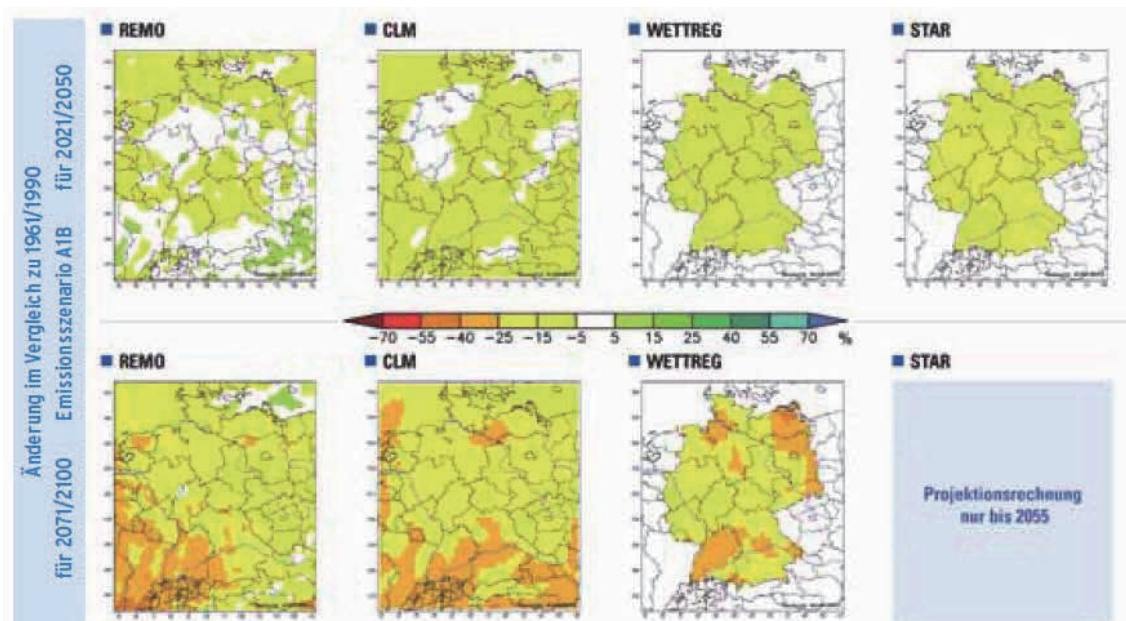 Änderung im Vergleich zu 1961/1990
Emissionsszenario A1B
für 2021/2050
für 2071/2100
REMO
CLM
WETTREG
STAR
-70 -55 -40 -25 -15 -5 5 15 25 40 55 70 %
REMO
CLM
WETTREG
STAR
Projektionsrechnung
nur bis 2055